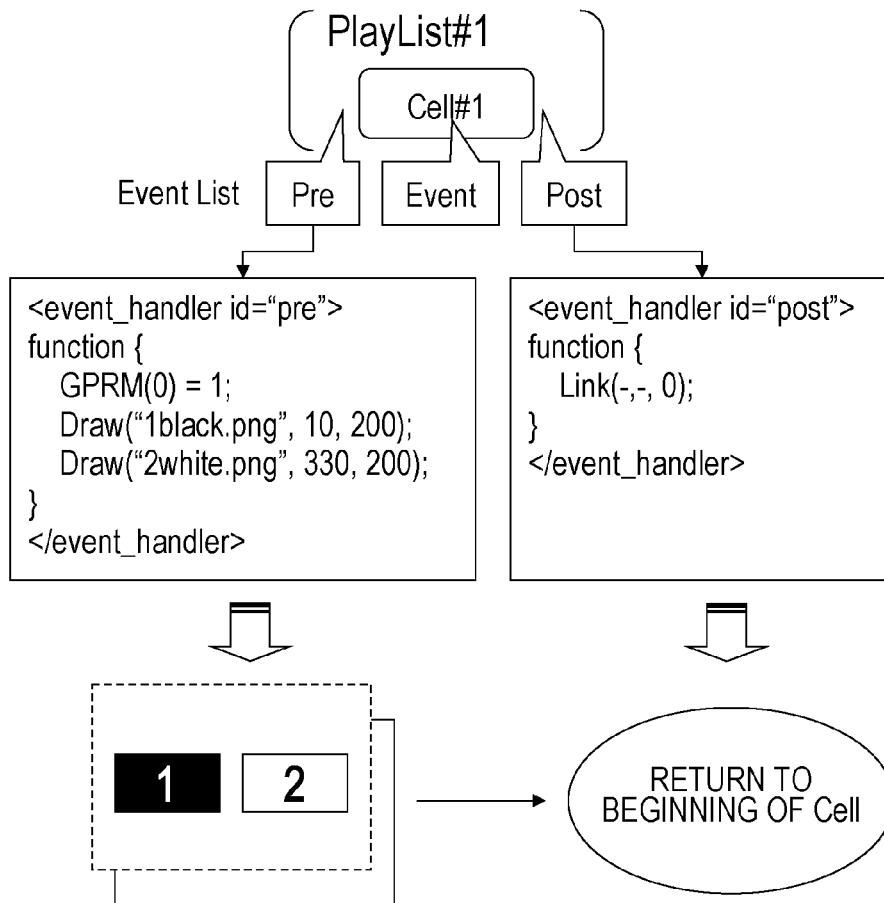 PlayList#1
Cell#1
Event List
Pre
Event
Post
<event_handler id=“pre”>
function {
GPRM(0) = 1;
Draw(“1black.png”, 10, 200);
Draw(“2white.png”, 330, 200);
}
</event_handler>
<event_handler id=“post”>
function {
Link(-,-, 0);
}
</event_handler>
1
2
RETURN TO
BEGINNING OF Cell